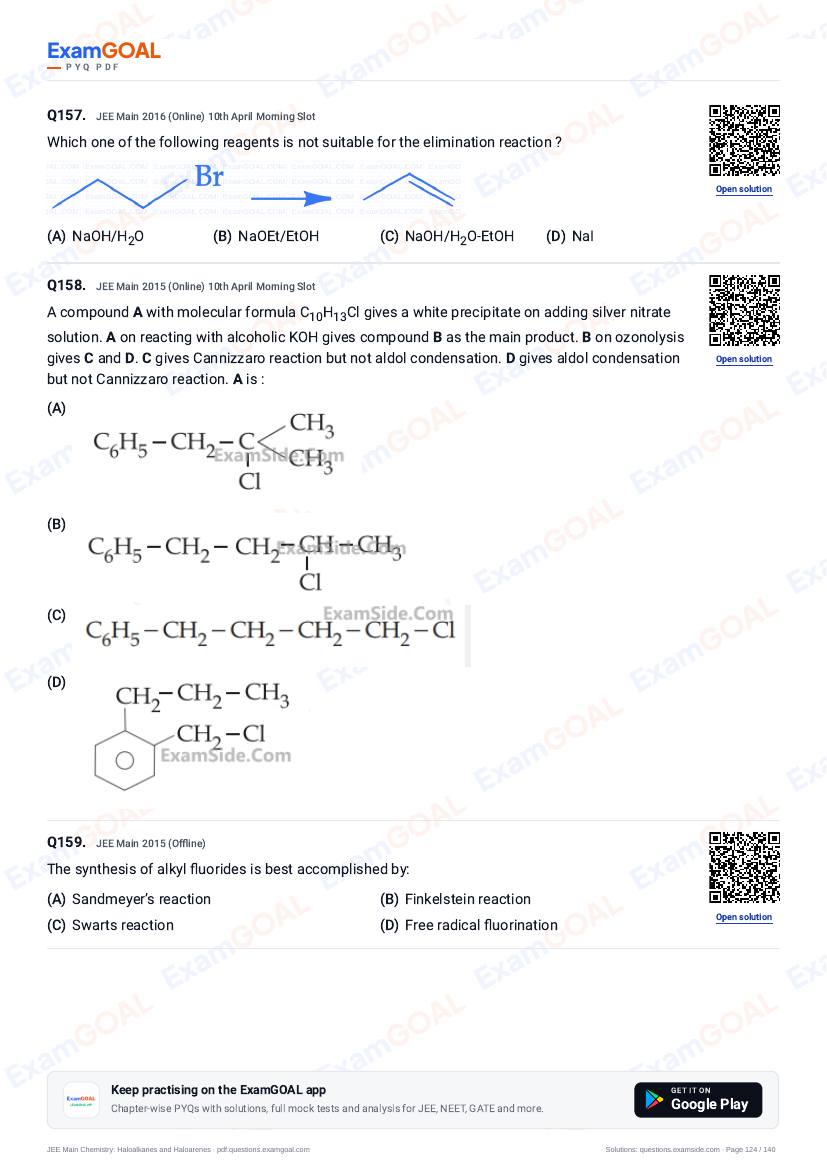 ExamGOAL
PYQ PDF
Q157. JEE Main 2016 (Online) 10th April Morning Slot
Which one of the following reagents is not suitable for the elimination reaction ?
Open solution
Br
(A) NaOH/H₂O (B) NaOEt/EtOH (C) NaOH/H₂O-EtOH (D) NaI
Q158. JEE Main 2015 (Online) 10th April Morning Slot
A compound A with molecular formula C₁₀H₁₃Cl gives a white precipitate on adding silver nitrate
solution. A on reacting with alcoholic KOH gives compound B as the main product. B on ozonolysis
gives C and D. C gives Cannizzaro reaction but not aldol condensation. D gives aldol condensation
but not Cannizzaro reaction. A is :
Open solution
(A)
C₆H₅ – CH₂ – C
CH₃
CH₃
Cl
ExamSide.Com
(B)
C₆H₅ – CH₂ – CH₂ – CH – CH₃
Cl
ExamSide.Com
(C)
ExamSide.Com
C₆H₅ – CH₂ – CH₂ – CH₂ – CH₂ – Cl
(D)
CH₂ – CH₂ – CH₃
CH₂ – Cl
ExamSide.Com
Q159. JEE Main 2015 (Offline)
The synthesis of alkyl fluorides is best accomplished by:
(A) Sandmeyer's reaction (B) Finkelstein reaction
(C) Swarts reaction (D) Free radical fluorination
Open solution
Keep practising on the ExamGOAL app
Chapter-wise PYQs with solutions, full mock tests and analysis for JEE, NEET, GATE and more.
GET IT ON
Google Play
JEE Main Chemistry: Haloalkanes and Haloarenes · pdf.questions.examgoal.com
Solutions: questions.examside.com · Page 124 / 140